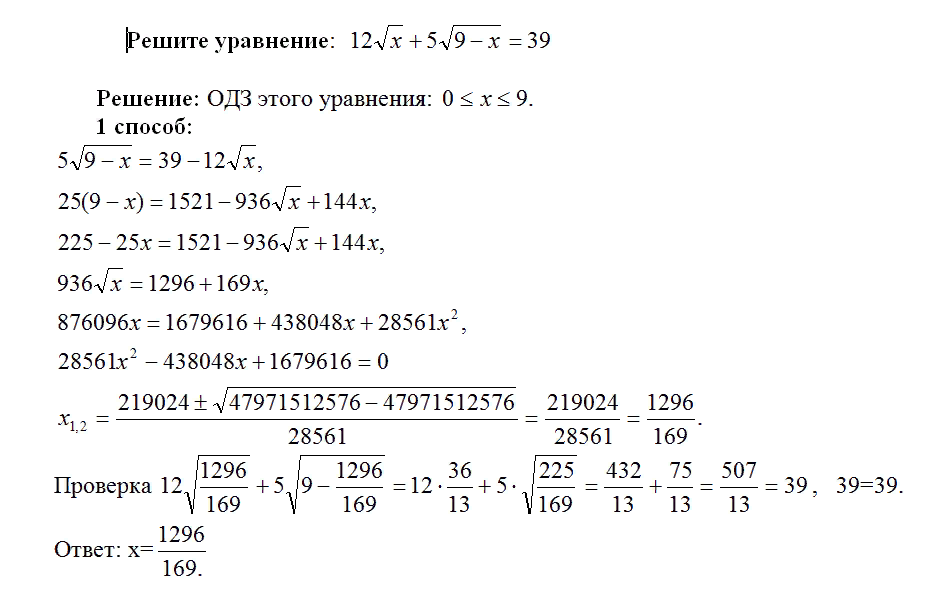 Решите уравнение: 12√x + 5√(9 − x) = 39
Решение: ОДЗ этого уравнения: 0 ≤ x ≤ 9.
1 способ:
5√(9 − x) = 39 − 12√x,
25(9 − x) = 1521 − 936√x + 144x,
225 − 25x = 1521 − 936√x + 144x,
936√x = 1296 + 169x,
876096x = 1679616 + 438048x + 28561x²,
28561x² − 438048x + 1679616 = 0
x₁,₂ = (219024 ± √(47971512576 − 47971512576))/28561 = 219024/28561 = 1296/169.
Проверка 12√(1296/169) + 5√(9 − 1296/169) = 12 · 36/13 + 5 · √(225/169) = 432/13 + 75/13 = 507/13 = 39, 39=39.
Ответ: x= 1296/169.